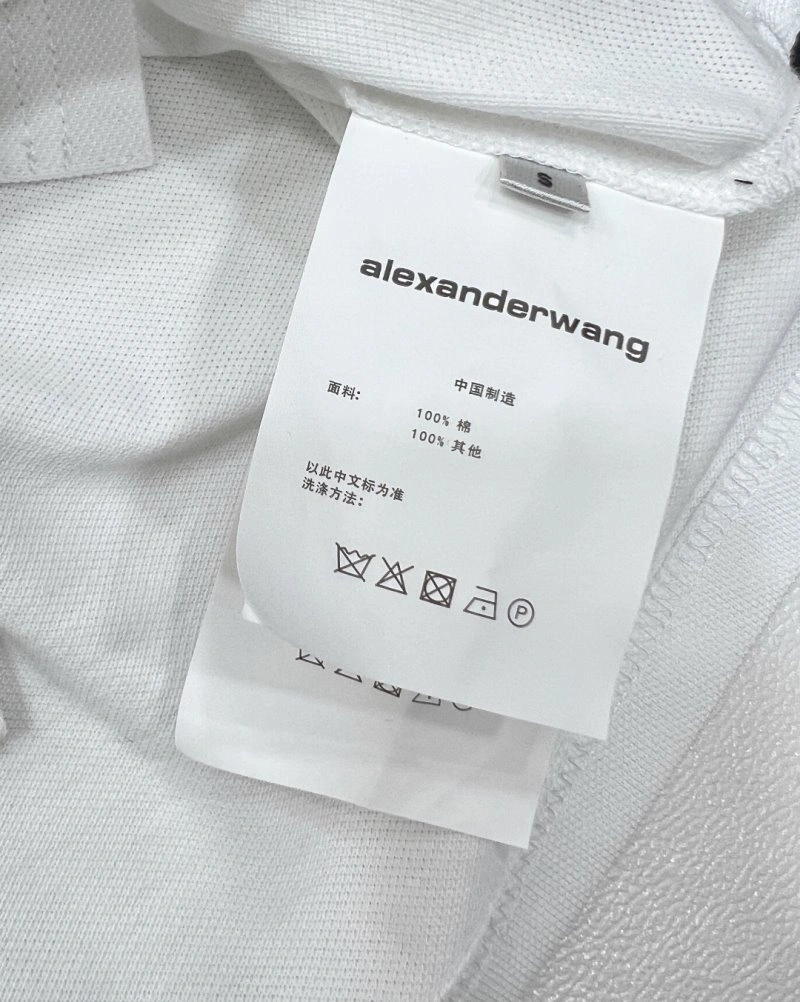 S
alexanderwang
中国制造
面料:
100% 棉
100% 其他
以此中文标为准
洗涤方法:
P